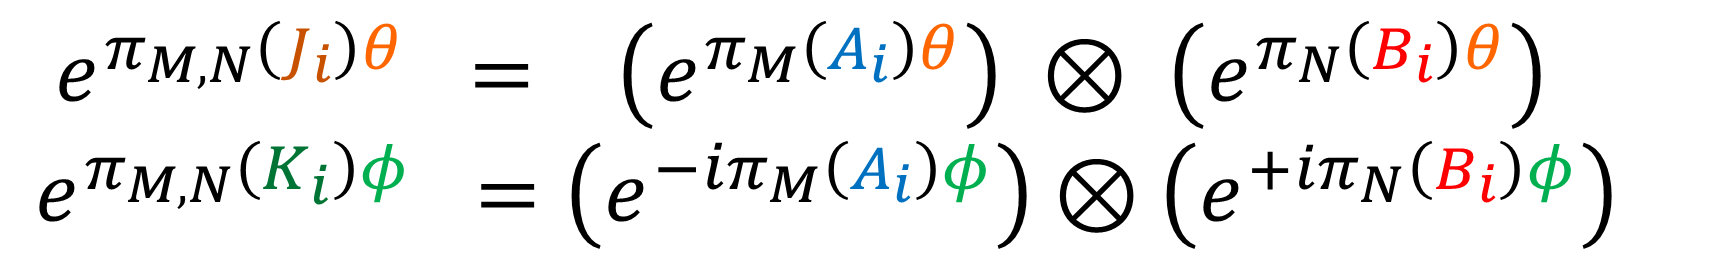 e^{π_{M,N}(J_i)θ} = (e^{π_M(A_i)θ}) ⊗ (e^{π_N(B_i)θ})
e^{π_{M,N}(K_i)ϕ} = (e^{−iπ_M(A_i)ϕ}) ⊗ (e^{+iπ_N(B_i)ϕ})